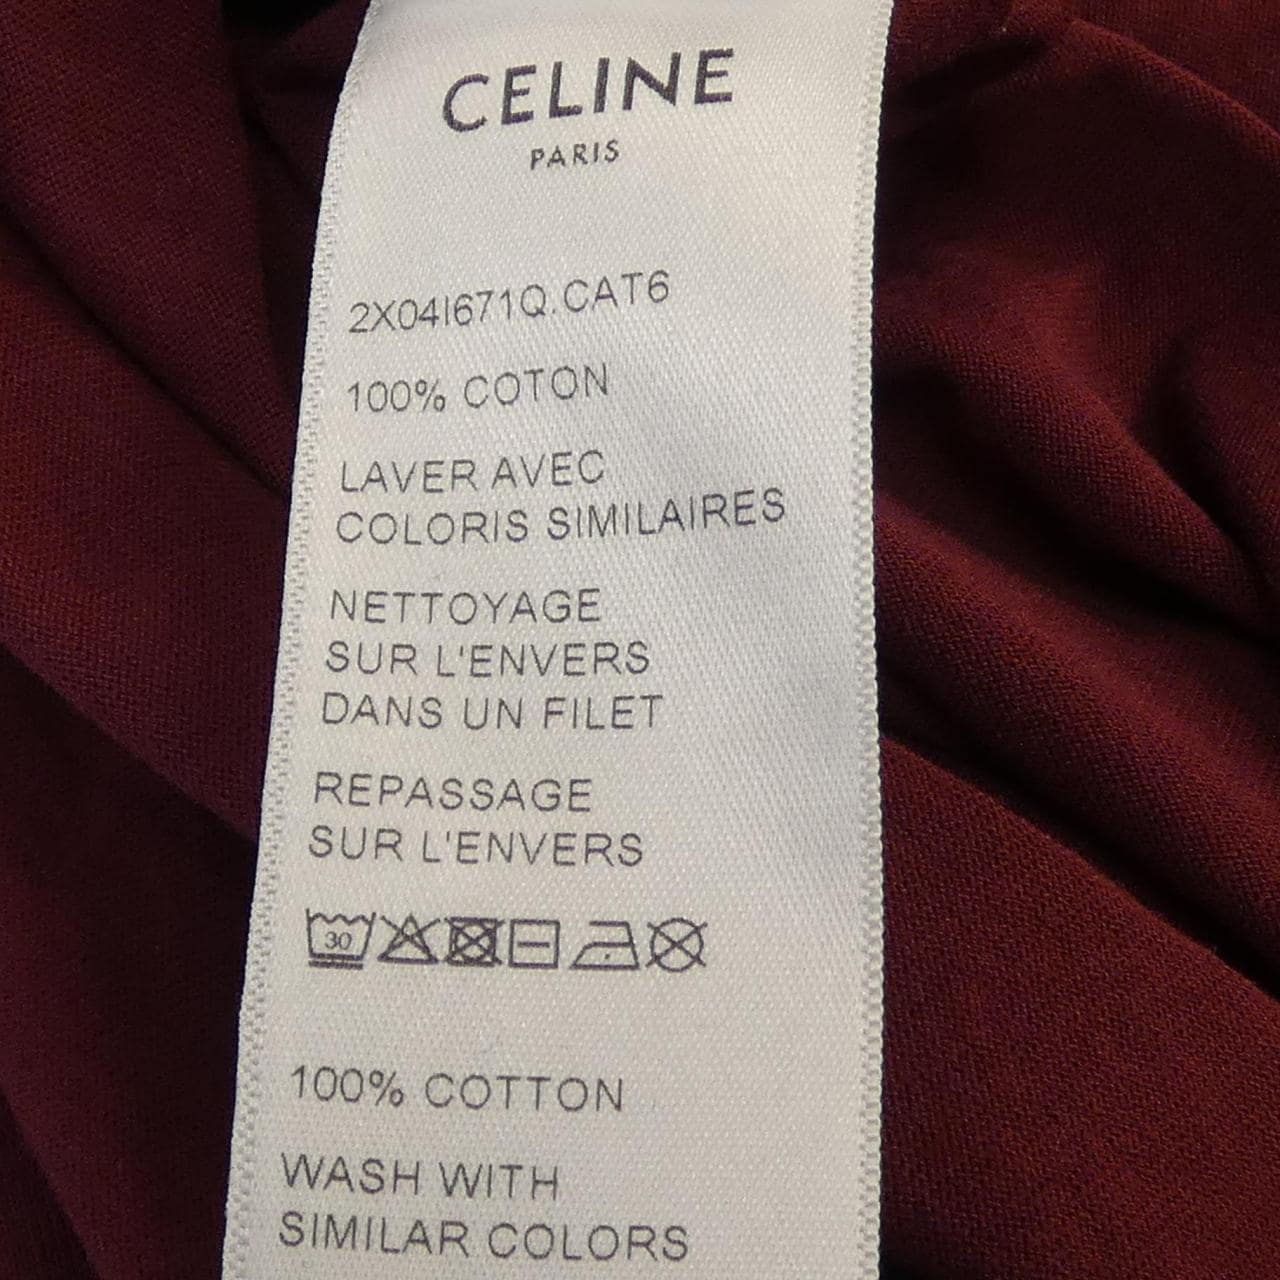 CELINE
PARIS
2X04I671Q.CAT6
100% COTON
LAVER AVEC
COLORIS SIMILAIRES
NETTOYAGE
SUR L'ENVERS
DANS UN FILET
REPASSAGE
SUR L'ENVERS
30
100% COTTON
WASH WITH
SIMILAR COLORS